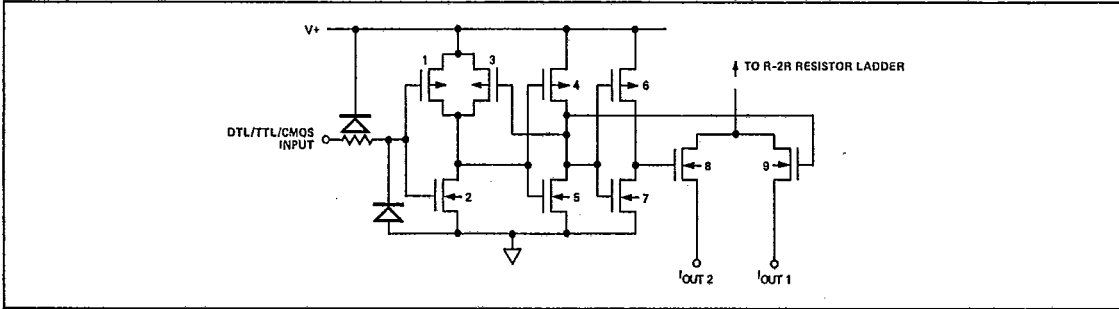 V+
1
3
4
6
TO R-2R RESISTOR LADDER
DTL/TTL/CMOS
INPUT
2
5
7
8
9
IOUT 2
IOUT 1